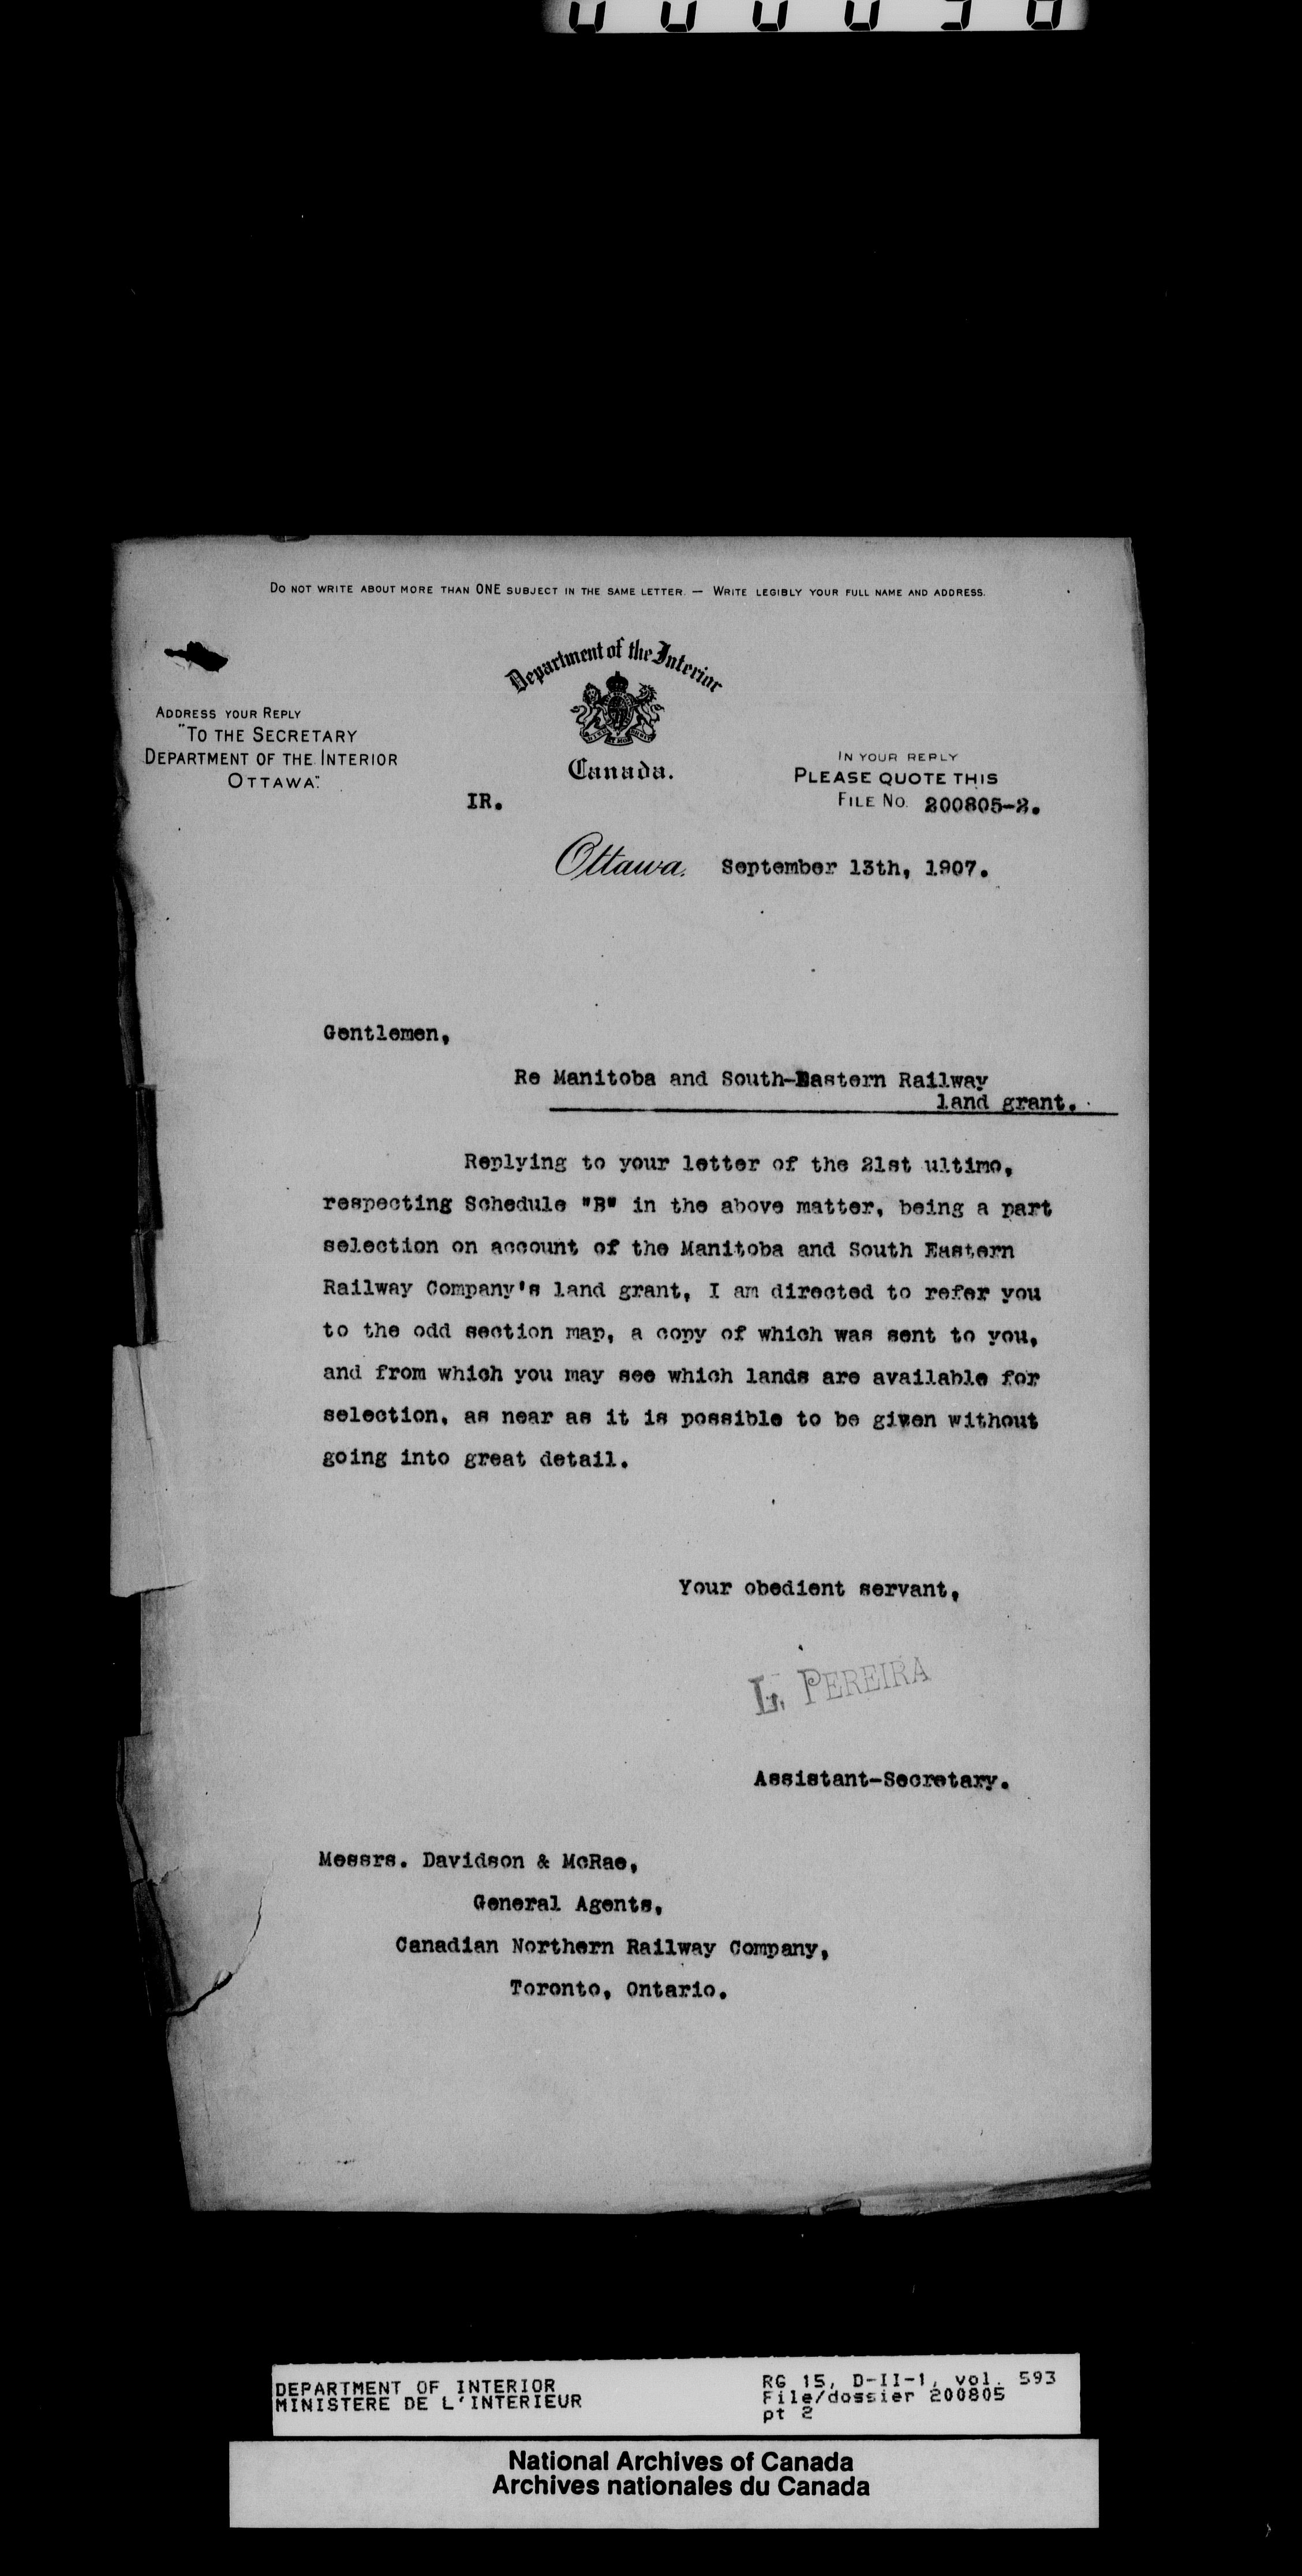 Do not write about more than ONE subject in the same letter. — Write legibly your full name and address.
Department of the Interior
Canada.
Address your Reply
"To the Secretary
Department of the Interior
Ottawa."
In your reply
Please quote this
File No. 200805-2.
IR.
Ottawa, September 13th, 1907.
Gentlemen,
Re Manitoba and South-Eastern Railway
land grant.
Replying to your letter of the 21st ultimo,
respecting Schedule "B" in the above matter, being a part
selection on account of the Manitoba and South Eastern
Railway Company's land grant, I am directed to refer you
to the odd section map, a copy of which was sent to you,
and from which you may see which lands are available for
selection, as near as it is possible to be given without
going into great detail.
Your obedient servant,
L. PEREIRA
Assistant-Secretary.
Messrs. Davidson & McRae,
General Agents,
Canadian Northern Railway Company,
Toronto, Ontario.
DEPARTMENT OF INTERIOR
MINISTERE DE L'INTERIEUR
RG 15, D-II-1, vol. 593
File/dossier 200805
pt 2
National Archives of Canada
Archives nationales du Canada